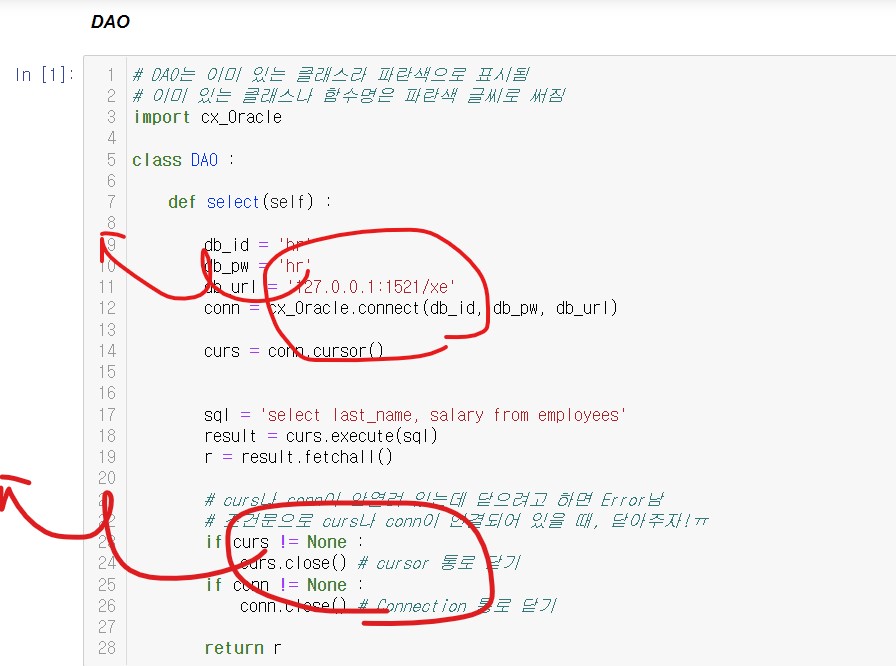 DAO
In [1]:
1 # DAO는 이미 있는 클래스라 파란색으로 표시됨
2 # 이미 있는 클래스나 함수명은 파란색 글씨로 써짐
3 import cx_Oracle
4
5 class DAO :
6
7 def select(self) :
8
9 db_id = 'hr'
10 db_pw = 'hr'
11 db_url = '127.0.0.1:1521/xe'
12 conn = cx_Oracle.connect(db_id, db_pw, db_url)
13
14 curs = conn.cursor()
15
16
17 sql = 'select last_name, salary from employees'
18 result = curs.execute(sql)
19 r = result.fetchall()
20
21 # curs나 conn이 안열려 있는데 닫으려고 하면 Error남
22 # 조건문으로 curs나 conn이 연결되어 있을 때, 닫아주자!ㅠ
23 if curs != None :
24 curs.close() # cursor 통로 닫기
25 if conn != None :
26 conn.close() # Connection 통로 닫기
27
28 return r